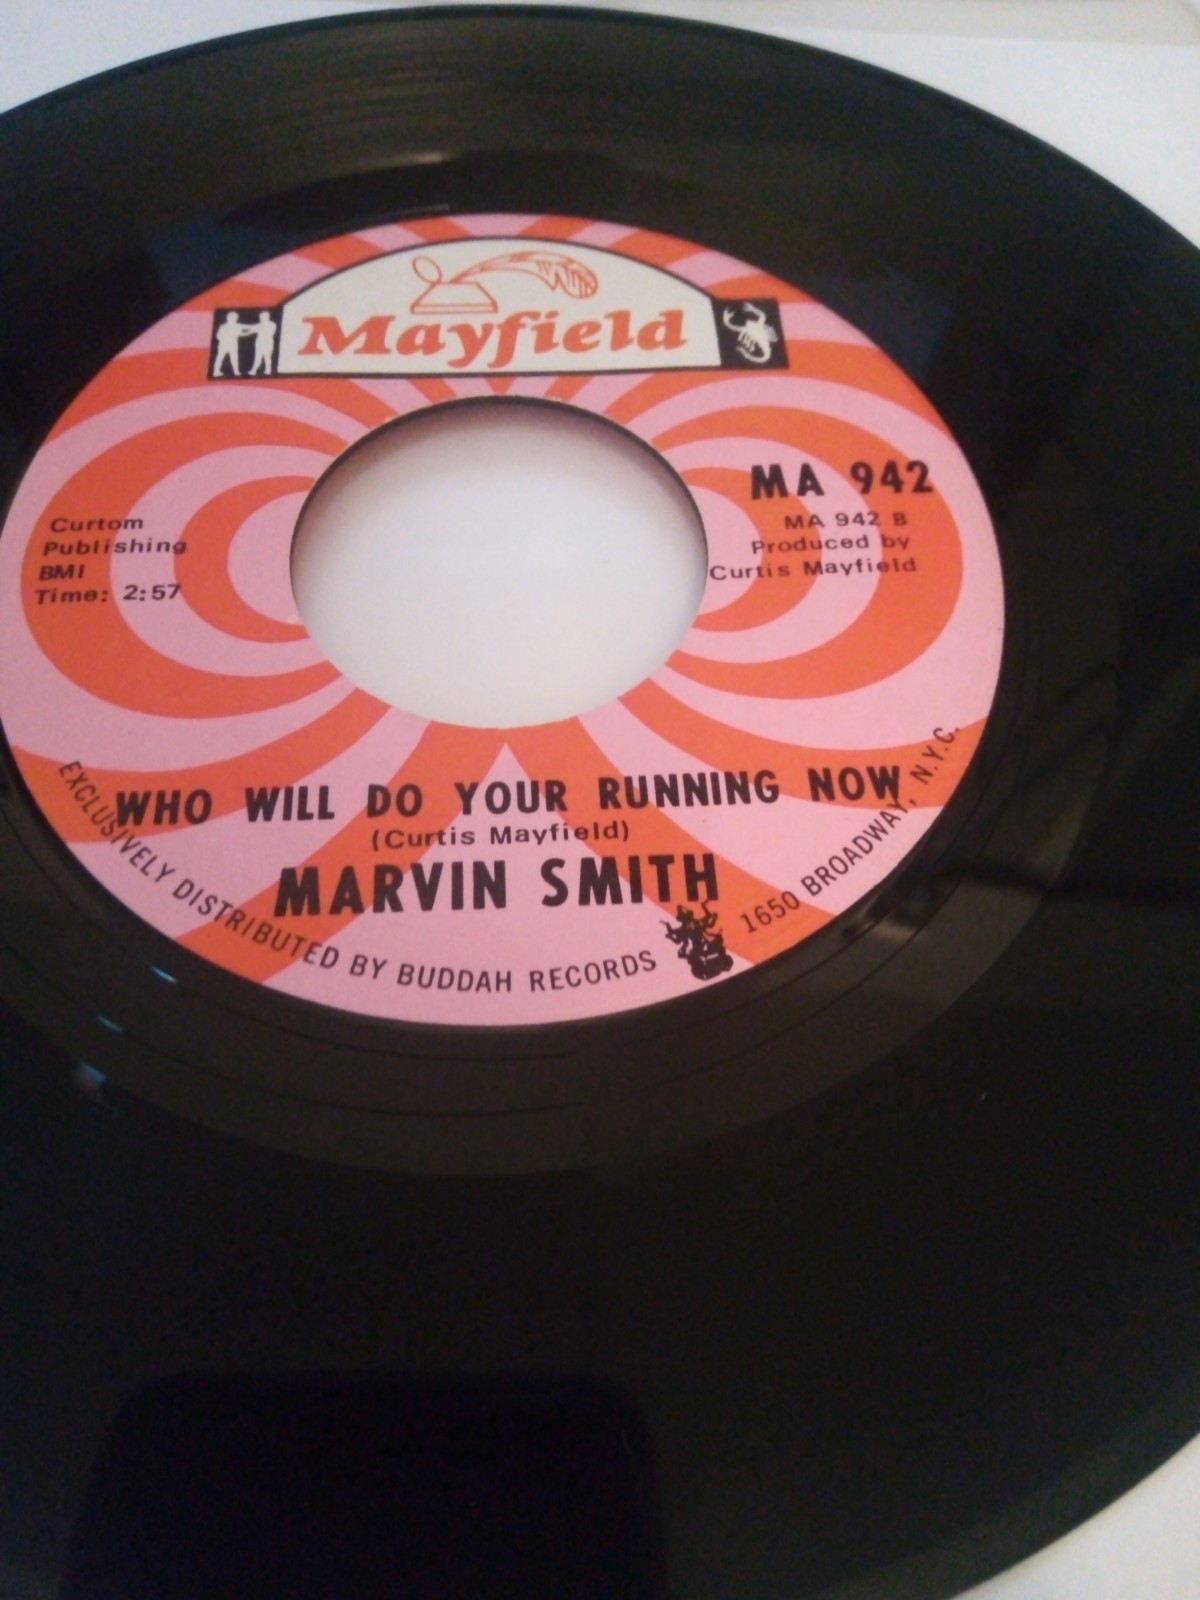 Mayfield
MA 942
MA 942 B
Produced by
Curtis Mayfield
Curtom
Publishing
BMI
Time: 2:57
WHO WILL DO YOUR RUNNING NOW
(Curtis Mayfield)
MARVIN SMITH
EXCLUSIVELY DISTRIBUTED BY BUDDAH RECORDS 1650 BROADWAY, N.Y.C.